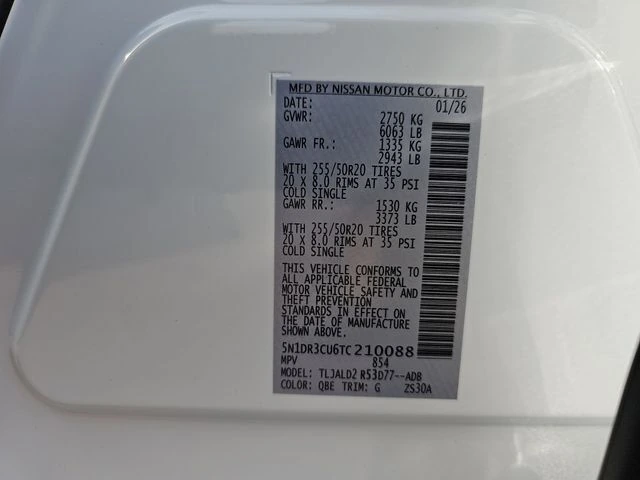 MFD BY NISSAN MOTOR CO., LTD.
DATE: 01/26
GVWR: 2750 KG
6063 LB
GAWR FR.: 1335 KG
2943 LB
WITH 255/50R20 TIRES
20 X 8.0 RIMS AT 35 PSI
COLD SINGLE
GAWR RR.: 1530 KG
3373 LB
WITH 255/50R20 TIRES
20 X 8.0 RIMS AT 35 PSI
COLD SINGLE
THIS VEHICLE CONFORMS TO
ALL APPLICABLE FEDERAL
MOTOR VEHICLE SAFETY AND
THEFT PREVENTION
STANDARDS IN EFFECT ON
THE DATE OF MANUFACTURE
SHOWN ABOVE.
5N1DR3CU6TC210088
MPV 854
MODEL: TLJALD2 R53D77--ADB
COLOR: QBE TRIM: G ZS30A